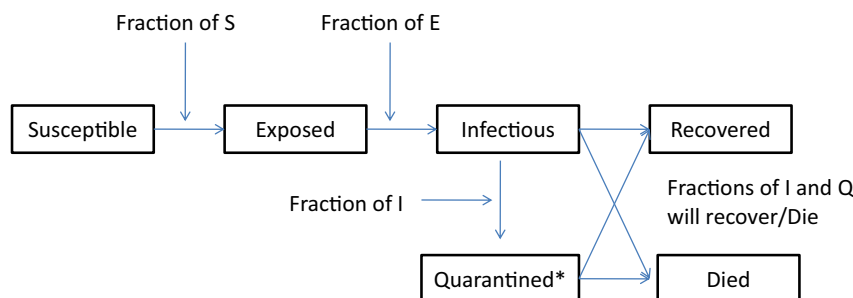 Fraction of S
Fraction of E
Susceptible
Exposed
Infectious
Recovered
Fraction of I
Fractions of I and Q
will recover/Die
Quarantined*
Died